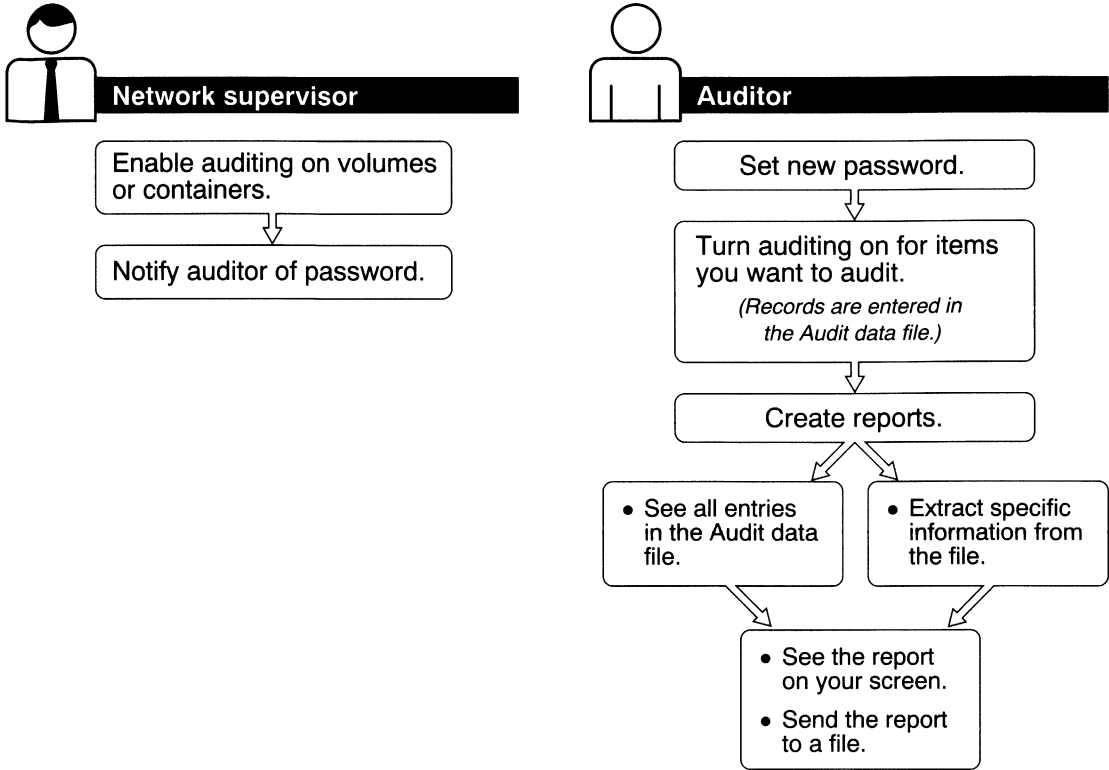 Network supervisor
Enable auditing on volumes
or containers.
Notify auditor of password.
Auditor
Set new password.
Turn auditing on for items
you want to audit.
(Records are entered in
the Audit data file.)
Create reports.
• See all entries
in the Audit data
file.
• Extract specific
information from
the file.
• See the report
on your screen.
• Send the report
to a file.